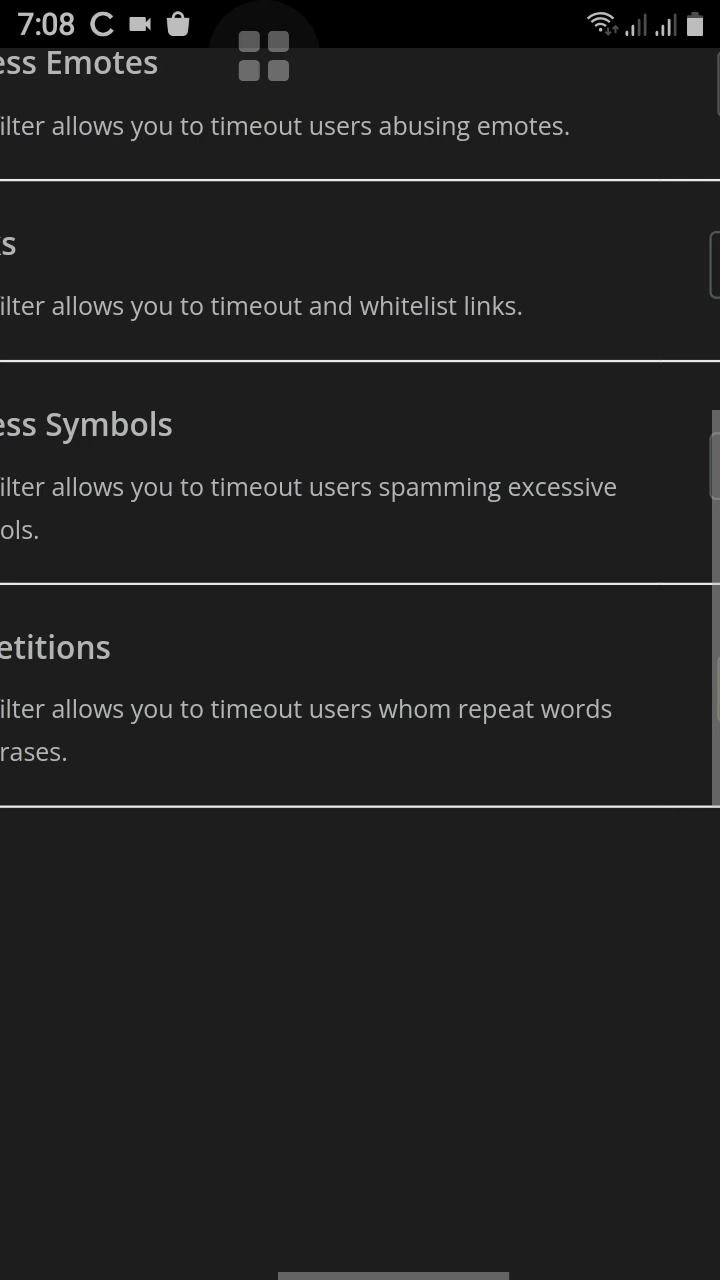 7:08
ess Emotes
ilter allows you to timeout users abusing emotes.
ks
ilter allows you to timeout and whitelist links.
ess Symbols
ilter allows you to timeout users spamming excessive
ols.
etitions
ilter allows you to timeout users whom repeat words
rases.